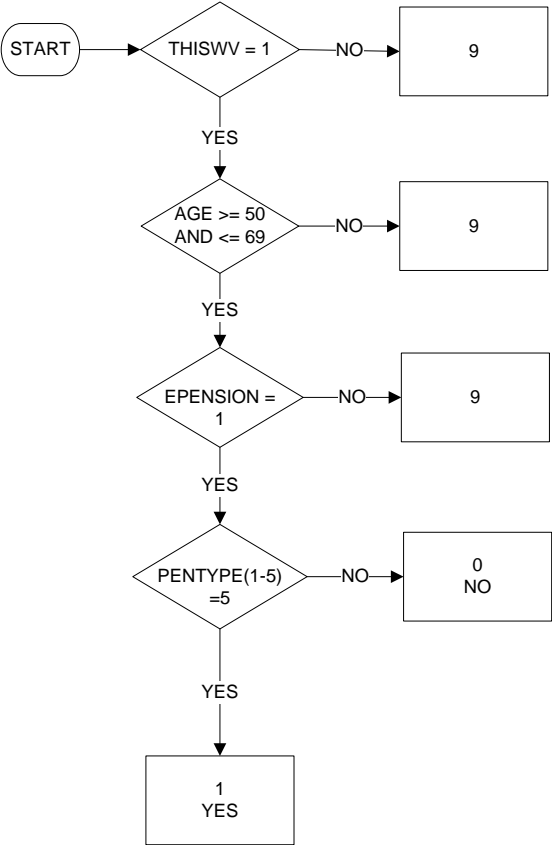 START
THISWV = 1
NO
9
YES
AGE >= 50
AND <= 69
NO
9
YES
EPENSION =
1
NO
9
YES
PENTYPE(1-5)
=5
NO
0
NO
YES
1
YES